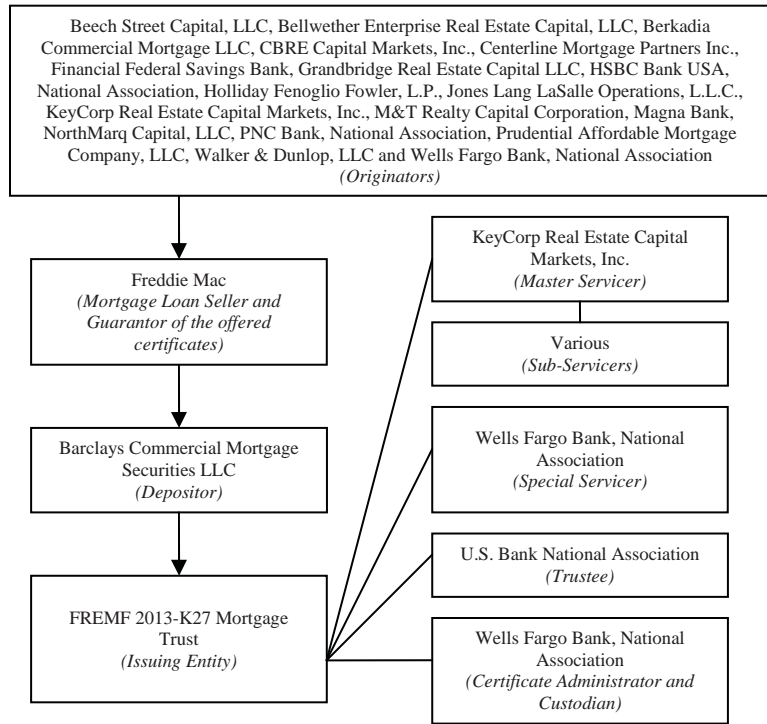 Beech Street Capital, LLC, Bellwether Enterprise Real Estate Capital, LLC, Berkadia
Commercial Mortgage LLC, CBRE Capital Markets, Inc., Centerline Mortgage Partners Inc.,
Financial Federal Savings Bank, Grandbridge Real Estate Capital LLC, HSBC Bank USA,
National Association, Holliday Fenoglio Fowler, L.P., Jones Lang LaSalle Operations, L.L.C.,
KeyCorp Real Estate Capital Markets, Inc., M&T Realty Capital Corporation, Magna Bank,
NorthMarq Capital, LLC, PNC Bank, National Association, Prudential Affordable Mortgage
Company, LLC, Walker & Dunlop, LLC and Wells Fargo Bank, National Association
(Originators)
Freddie Mac
(Mortgage Loan Seller and
Guarantor of the offered
certificates)
Barclays Commercial Mortgage
Securities LLC
(Depositor)
FREMF 2013-K27 Mortgage
Trust
(Issuing Entity)
KeyCorp Real Estate Capital
Markets, Inc.
(Master Servicer)
Various
(Sub-Servicers)
Wells Fargo Bank, National
Association
(Special Servicer)
U.S. Bank National Association
(Trustee)
Wells Fargo Bank, National
Association
(Certificate Administrator and
Custodian)